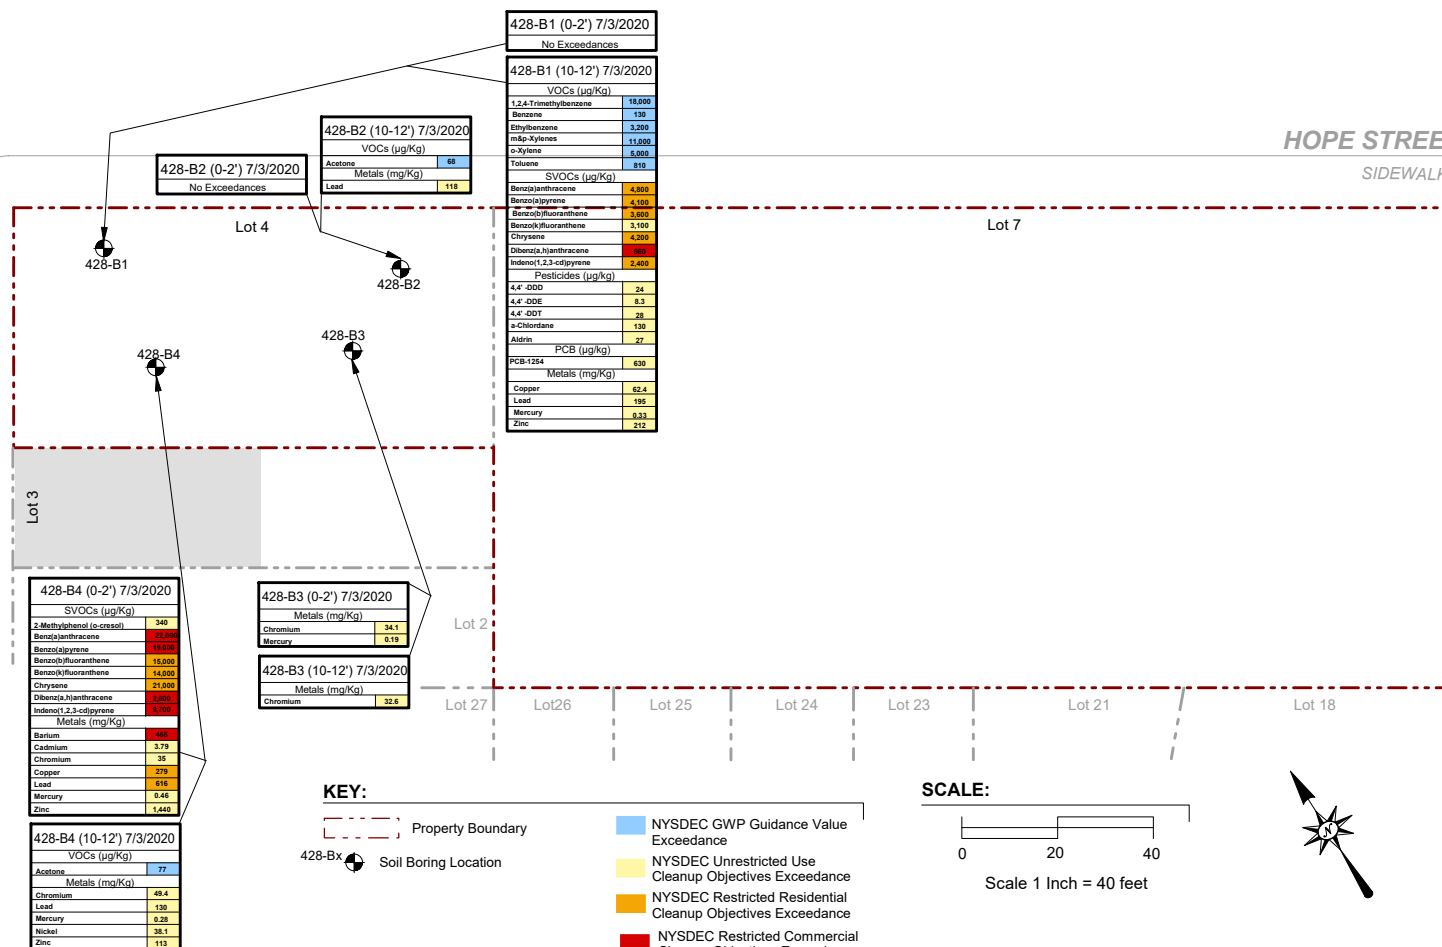 428-B1 (0-2') 7/3/2020
No Exceedances
428-B1 (10-12') 7/3/2020
VOCs (µg/Kg)
1,2,4-Trimethylbenzene 18,000
Benzene 130
Ethylbenzene 3,200
m&p-Xylenes 11,000
o-Xylene 5,000
Toluene 810
SVOCs (µg/Kg)
Benz(a)anthracene 4,800
Benzo(a)pyrene 4,100
Benzo(b)fluoranthene 3,600
Benzo(k)fluoranthene 3,100
Chrysene 4,200
Dibenz(a,h)anthracene
Indeno(1,2,3-cd)pyrene 2,400
Pesticides (µg/kg)
4,4' -DDD 24
4,4' -DDE 8.3
4,4' -DDT 28
a-Chlordane 130
Aldrin 27
PCB (µg/kg)
PCB-1254 630
Metals (mg/Kg)
Copper 62.4
Lead 195
Mercury 0.33
Zinc 212
428-B2 (10-12') 7/3/2020
VOCs (µg/Kg)
Acetone 68
Metals (mg/Kg)
Lead 118
428-B2 (0-2') 7/3/2020
No Exceedances
HOPE STREE
SIDEWALK
Lot 4
Lot 7
428-B1
428-B2
428-B3
428-B4
Lot 3
Lot 2
428-B4 (0-2') 7/3/2020
SVOCs (µg/Kg)
2-Methylphenol (o-cresol) 340
Benz(a)anthracene 22,000
Benzo(a)pyrene 19,000
Benzo(b)fluoranthene 15,000
Benzo(k)fluoranthene 14,000
Chrysene 21,000
Dibenz(a,h)anthracene
Indeno(1,2,3-cd)pyrene
Metals (mg/Kg)
Barium
Cadmium 3.79
Chromium 35
Copper 279
Lead 616
Mercury 0.46
Zinc 1,440
428-B3 (0-2') 7/3/2020
Metals (mg/Kg)
Chromium 34.1
Mercury 0.19
428-B3 (10-12') 7/3/2020
Metals (mg/Kg)
Chromium 32.6
428-B4 (10-12') 7/3/2020
VOCs (µg/Kg)
Acetone 77
Metals (mg/Kg)
Chromium 49.4
Lead 130
Mercury 0.28
Nickel 38.1
Zinc 113
Lot 27
Lot26
Lot 25
Lot 24
Lot 23
Lot 21
Lot 18
KEY:
Property Boundary
428-Bx Soil Boring Location
NYSDEC GWP Guidance Value
Exceedance
NYSDEC Unrestricted Use
Cleanup Objectives Exceedance
NYSDEC Restricted Residential
Cleanup Objectives Exceedance
NYSDEC Restricted Commercial
SCALE:
0 20 40
Scale 1 Inch = 40 feet
N